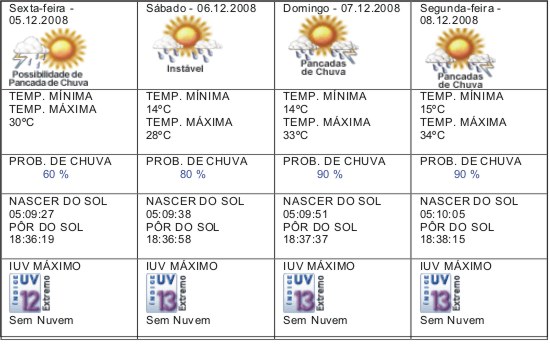 Sexta-feira -
05.12.2008
Possibilidade de
Pancada de Chuva
Sábado - 06.12.2008
Instável
Domingo - 07.12.2008
Pancadas
de Chuva
Segunda-feira -
08.12.2008
Pancadas
de Chuva
TEMP. MÍNIMA
TEMP. MÁXIMA
30ºC
TEMP. MÍNIMA
14ºC
TEMP. MÁXIMA
28ºC
TEMP. MÍNIMA
14ºC
TEMP. MÁXIMA
33ºC
TEMP. MÍNIMA
15ºC
TEMP. MÁXIMA
34ºC
PROB. DE CHUVA
60 %
PROB. DE CHUVA
80 %
PROB. DE CHUVA
90 %
PROB. DE CHUVA
90 %
NASCER DO SOL
05:09:27
PÔR DO SOL
18:36:19
NASCER DO SOL
05:09:38
PÔR DO SOL
18:36:58
NASCER DO SOL
05:09:51
PÔR DO SOL
18:37:37
NASCER DO SOL
05:10:05
PÔR DO SOL
18:38:15
IUV MÁXIMO
ÍNDICE
UV
12
Extremo
Sem Nuvem
IUV MÁXIMO
ÍNDICE
UV
13
Extremo
Sem Nuvem
IUV MÁXIMO
ÍNDICE
UV
13
Extremo
Sem Nuvem
IUV MÁXIMO
ÍNDICE
UV
13
Extremo
Sem Nuvem